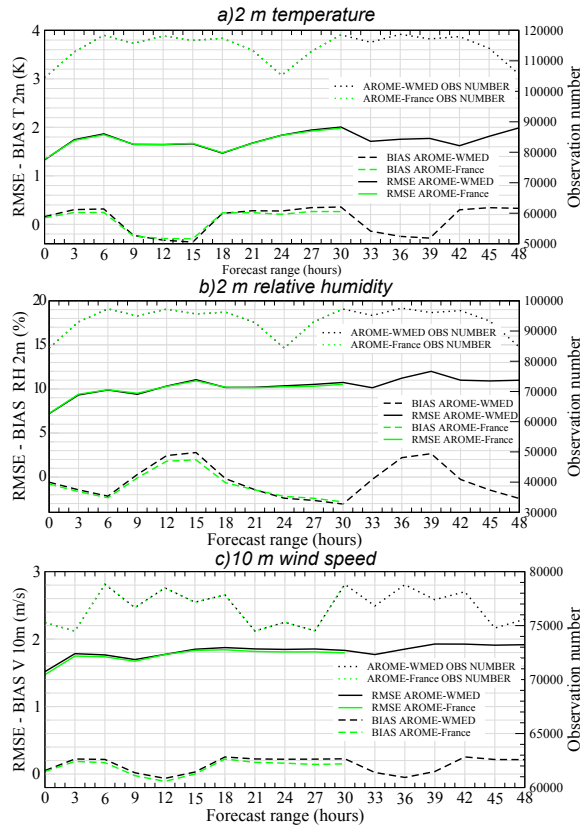 a)2 m temperature
RMSE - BIAS T 2m (K)
4
3
2
1
0
120000
110000
100000
90000
80000
70000
60000
50000
Observation number
AROME-WMED OBS NUMBER
AROME-France OBS NUMBER
BIAS AROME-WMED
BIAS AROME-France
RMSE AROME-WMED
RMSE AROME-France
0 3 6 9 12 15 18 21 24 27 30 33 36 39 42 45 48
Forecast range (hours)
b)2 m relative humidity
RMSE - BIAS RH 2m (%)
20
15
10
5
0
100000
90000
80000
70000
60000
50000
40000
30000
Observation number
AROME-WMED OBS NUMBER
AROME-France OBS NUMBER
BIAS AROME-WMED
RMSE AROME-WMED
BIAS AROME-France
RMSE AROME-France
0 3 6 9 12 15 18 21 24 27 30 33 36 39 42 45 48
Forecast range (hours)
c)10 m wind speed
RMSE - BIAS V 10m (m/s)
3
2
1
0
80000
75000
70000
65000
60000
Observation number
AROME-WMED OBS NUMBER
AROME-France OBS NUMBER
RMSE AROME-WMED
RMSE AROME-France
BIAS AROME-WMED
BIAS AROME-France
0 3 6 9 12 15 18 21 24 27 30 33 36 39 42 45 48
Forecast range (hours)